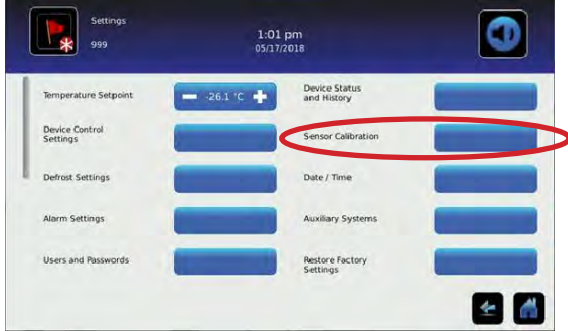 Settings
999
1:01 pm
05/17/2018
Temperature Setpoint
-26.1 °C
Device Status
and History
Device Control
Settings
Sensor Calibration
Defrost Settings
Date / Time
Alarm Settings
Auxiliary Systems
Users and Passwords
Restore Factory
Settings